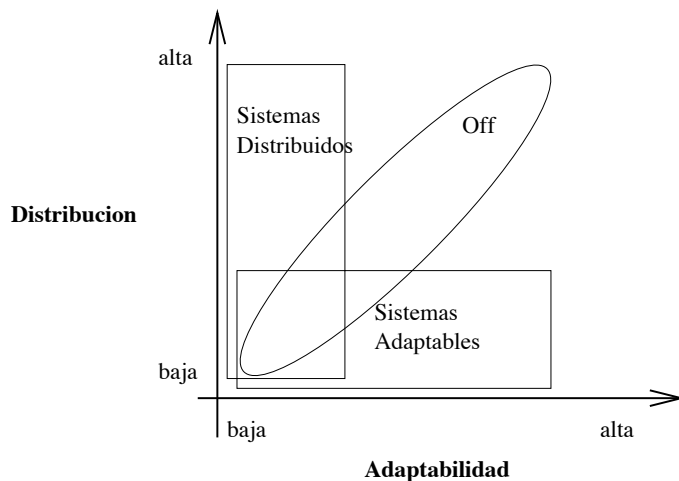 alta
Sistemas
Distribuidos
Off
Distribucion
Sistemas
Adaptables
baja
baja
alta
Adaptabilidad